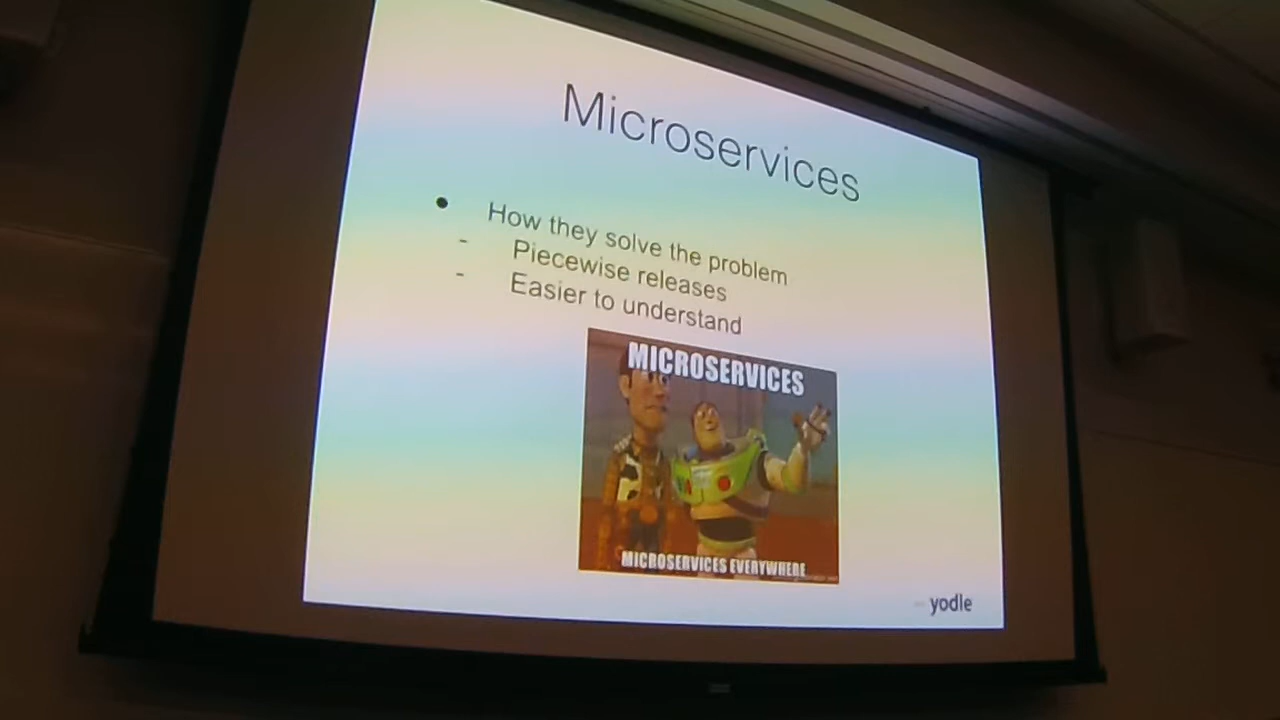 Microservices
• How they solve the problem
- Piecewise releases
- Easier to understand
MICROSERVICES
MICROSERVICES EVERYWHERE
yodle